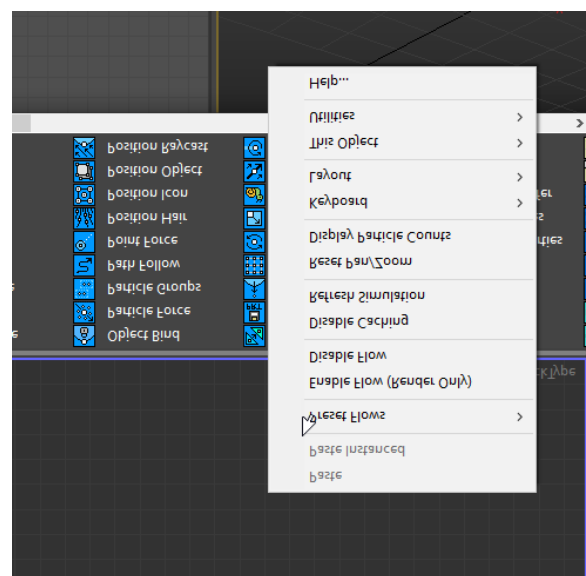 Paste
Paste Instanced
Preset Flows
Enable Flow (Render Only)
Disable Flow
Disable Caching
Refresh Simulation
Reset Pan/Zoom
Display Particle Counts
Keyboard
Layout
This Object
Utilities
Help...
Object Bind
Particle Force
Particle Groups
Path Follow
Point Force
Position Hair
Position Icon
Position Object
Position Raycast